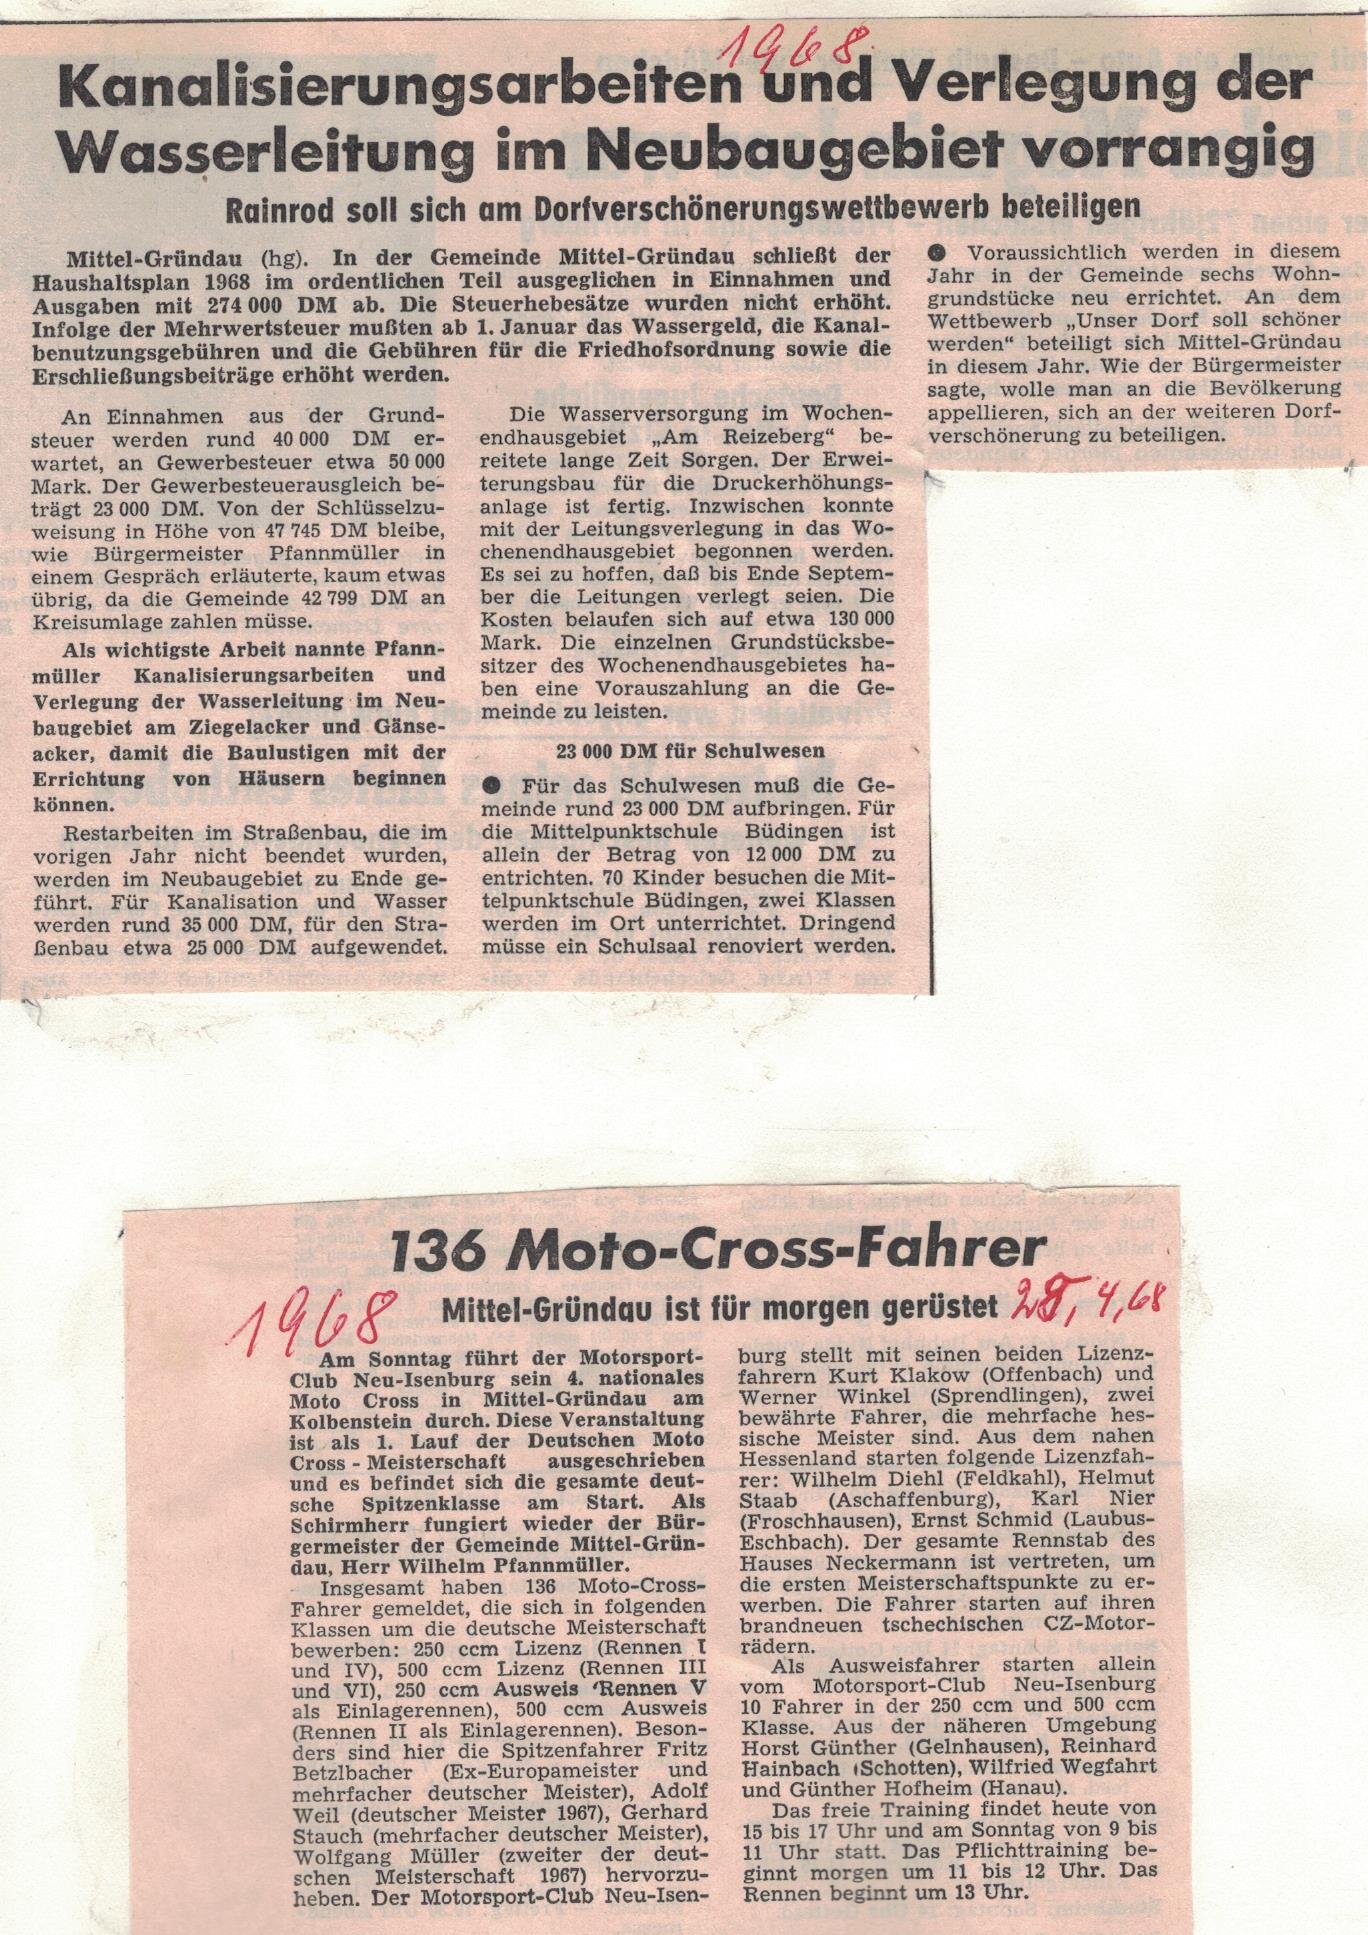 1968.
Kanalisierungsarbeiten und Verlegung der
Wasserleitung im Neubaugebiet vorrangig
Rainrod soll sich am Dorfverschönerungswettbewerb beteiligen
Mittel-Gründau (hg). In der Gemeinde Mittel-Gründau schließt der
Haushaltsplan 1968 im ordentlichen Teil ausgeglichen in Einnahmen und
Ausgaben mit 274 000 DM ab. Die Steuerhebesätze wurden nicht erhöht.
Infolge der Mehrwertsteuer mußten ab 1. Januar das Wassergeld, die Kanal-
benutzungsgebühren und die Gebühren für die Friedhofsordnung sowie die
Erschließungsbeiträge erhöht werden.
An Einnahmen aus der Grund-
steuer werden rund 40 000 DM er-
wartet, an Gewerbesteuer etwa 50 000
Mark. Der Gewerbesteuerausgleich be-
trägt 23 000 DM. Von der Schlüsselzu-
weisung in Höhe von 47 745 DM bleibe,
wie Bürgermeister Pfannmüller in
einem Gespräch erläuterte, kaum etwas
übrig, da die Gemeinde 42 799 DM an
Kreisumlage zahlen müsse.
Als wichtigste Arbeit nannte Pfann-
müller Kanalisierungsarbeiten und
Verlegung der Wasserleitung im Neu-
baugebiet am Ziegelacker und Gänse-
acker, damit die Baulustigen mit der
Errichtung von Häusern beginnen
können.
Restarbeiten im Straßenbau, die im
vorigen Jahr nicht beendet wurden,
werden im Neubaugebiet zu Ende ge-
führt. Für Kanalisation und Wasser
werden rund 35 000 DM, für den Stra-
ßenbau etwa 25 000 DM aufgewendet.
Die Wasserversorgung im Wochen-
endhausgebiet „Am Reizeberg“ be-
reitete lange Zeit Sorgen. Der Erwei-
terungsbau für die Druckerhöhungs-
anlage ist fertig. Inzwischen konnte
mit der Leitungsverlegung in das Wo-
chenendhausgebiet begonnen werden.
Es sei zu hoffen, daß bis Ende Septem-
ber die Leitungen verlegt seien. Die
Kosten belaufen sich auf etwa 130 000
Mark. Die einzelnen Grundstücksbe-
sitzer des Wochenendhausgebietes ha-
ben eine Vorauszahlung an die Ge-
meinde zu leisten.
23 000 DM für Schulwesen
● Für das Schulwesen muß die Ge-
meinde rund 23 000 DM aufbringen. Für
die Mittelpunktschule Büdingen ist
allein der Betrag von 12 000 DM zu
entrichten. 70 Kinder besuchen die Mit-
telpunktschule Büdingen, zwei Klassen
werden im Ort unterrichtet. Dringend
müsse ein Schulsaal renoviert werden.
● Voraussichtlich werden in diesem
Jahr in der Gemeinde sechs Wohn-
grundstücke neu errichtet. An dem
Wettbewerb „Unser Dorf soll schöner
werden“ beteiligt sich Mittel-Gründau
in diesem Jahr. Wie der Bürgermeister
sagte, wolle man an die Bevölkerung
appellieren, sich an der weiteren Dorf-
verschönerung zu beteiligen.
136 Moto-Cross-Fahrer
1968
Mittel-Gründau ist für morgen gerüstet
Am Sonntag führt der Motorsport-
Club Neu-Isenburg sein 4. nationales
Moto Cross in Mittel-Gründau am
Kolbenstein durch. Diese Veranstaltung
ist als 1. Lauf der Deutschen Moto
Cross - Meisterschaft ausgeschrieben
und es befindet sich die gesamte deut-
sche Spitzenklasse am Start. Als
Schirmherr fungiert wieder der Bür-
germeister der Gemeinde Mittel-Grün-
dau, Herr Wilhelm Pfannmüller.
Insgesamt haben 136 Moto-Cross-
Fahrer gemeldet, die sich in folgenden
Klassen um die deutsche Meisterschaft
bewerben: 250 ccm Lizenz (Rennen I
und IV), 500 ccm Lizenz (Rennen III
und VI), 250 ccm Ausweis (Rennen V
als Einlagerennen), 500 ccm Ausweis
(Rennen II als Einlagerennen). Beson-
ders sind hier die Spitzenfahrer Fritz
Betzlbacher (Ex-Europameister und
mehrfacher deutscher Meister), Adolf
Weil (deutscher Meister 1967), Gerhard
Stauch (mehrfacher deutscher Meister),
Wolfgang Müller (zweiter der deut-
schen Meisterschaft 1967) hervorzu-
heben. Der Motorsport-Club Neu-Isen-
burg stellt mit seinen beiden Lizenz-
fahrern Kurt Klakow (Offenbach) und
Werner Winkel (Sprendlingen), zwei
bewährte Fahrer, die mehrfache hes-
sische Meister sind. Aus dem nahen
Hessenland starten folgende Lizenzfah-
rer: Wilhelm Diehl (Feldkahl), Helmut
Staab (Aschaffenburg), Karl Nier
(Froschhausen), Ernst Schmid (Laubus-
Eschbach). Der gesamte Rennstab des
Hauses Neckermann ist vertreten, um
die ersten Meisterschaftspunkte zu er-
werben. Die Fahrer starten auf ihren
brandneuen tschechischen CZ-Motor-
rädern.
Als Ausweisfahrer starten allein
vom Motorsport-Club Neu-Isenburg
10 Fahrer in der 250 ccm und 500 ccm
Klasse. Aus der näheren Umgebung
Horst Günther (Gelnhausen), Reinhard
Hainbach (Schotten), Wilfried Wegfahrt
und Günther Hofheim (Hanau).
Das freie Training findet heute von
15 bis 17 Uhr und am Sonntag von 9 bis
11 Uhr statt. Das Pflichttraining be-
ginnt morgen um 11 bis 12 Uhr. Das
Rennen beginnt um 13 Uhr.